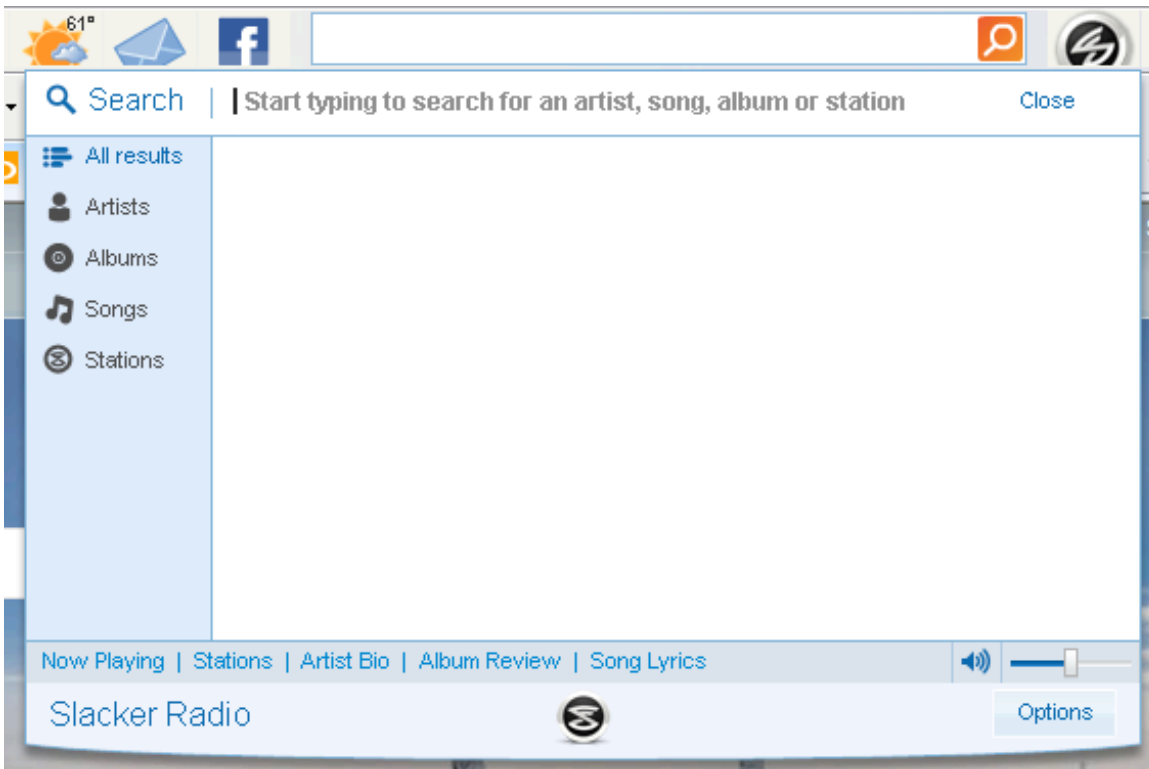 61°
Search | Start typing to search for an artist, song, album or station
Close
All results
Artists
Albums
Songs
Stations
Now Playing | Stations | Artist Bio | Album Review | Song Lyrics
Slacker Radio
Options